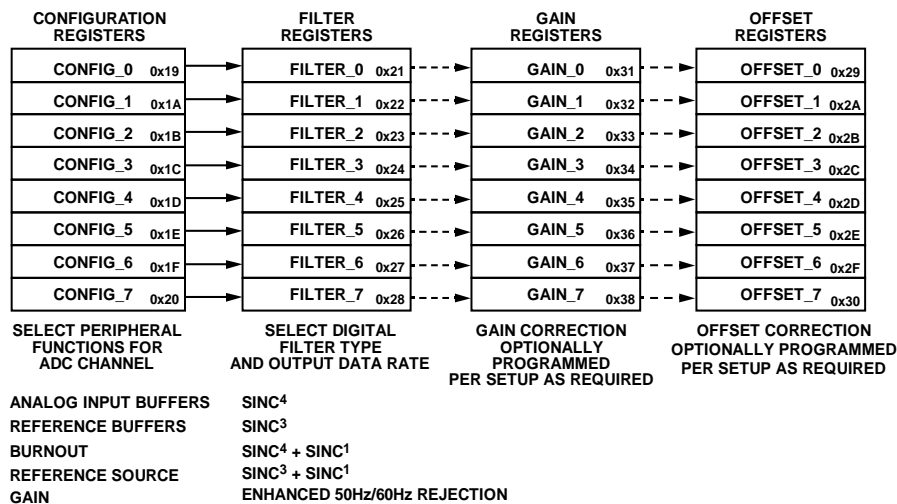 CONFIGURATION REGISTERS
FILTER REGISTERS
GAIN REGISTERS
OFFSET REGISTERS
CONFIG_0 0x19 FILTER_0 0x21 GAIN_0 0x31 OFFSET_0 0x29
CONFIG_1 0x1A FILTER_1 0x22 GAIN_1 0x32 OFFSET_1 0x2A
CONFIG_2 0x1B FILTER_2 0x23 GAIN_2 0x33 OFFSET_2 0x2B
CONFIG_3 0x1C FILTER_3 0x24 GAIN_3 0x34 OFFSET_3 0x2C
CONFIG_4 0x1D FILTER_4 0x25 GAIN_4 0x35 OFFSET_4 0x2D
CONFIG_5 0x1E FILTER_5 0x26 GAIN_5 0x36 OFFSET_5 0x2E
CONFIG_6 0x1F FILTER_6 0x27 GAIN_6 0x37 OFFSET_6 0x2F
CONFIG_7 0x20 FILTER_7 0x28 GAIN_7 0x38 OFFSET_7 0x30
SELECT PERIPHERAL
FUNCTIONS FOR
ADC CHANNEL
SELECT DIGITAL
FILTER TYPE
AND OUTPUT DATA RATE
GAIN CORRECTION
OPTIONALLY
PROGRAMMED
PER SETUP AS REQUIRED
OFFSET CORRECTION
OPTIONALLY PROGRAMMED
PER SETUP AS REQUIRED
ANALOG INPUT BUFFERS
REFERENCE BUFFERS
BURNOUT
REFERENCE SOURCE
GAIN
SINC⁴
SINC³
SINC⁴ + SINC¹
SINC³ + SINC¹
ENHANCED 50Hz/60Hz REJECTION